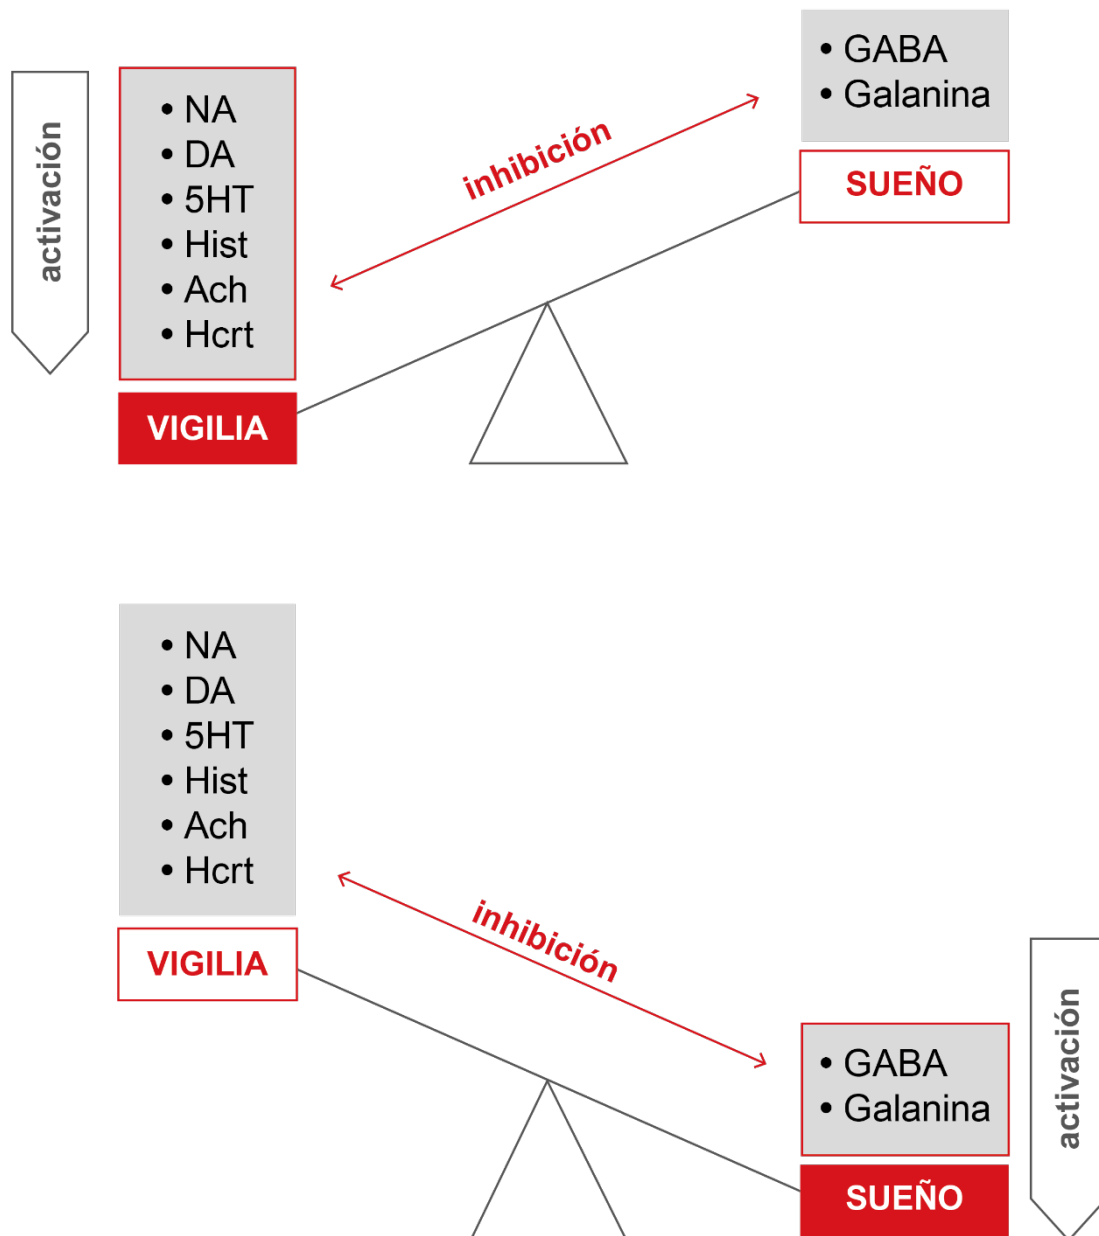 activación
• NA
• DA
• 5HT
• Hist
• Ach
• Hcrt
VIGILIA
inhibición
• GABA
• Galanina
SUEÑO
• NA
• DA
• 5HT
• Hist
• Ach
• Hcrt
VIGILIA
inhibición
• GABA
• Galanina
SUEÑO
activación